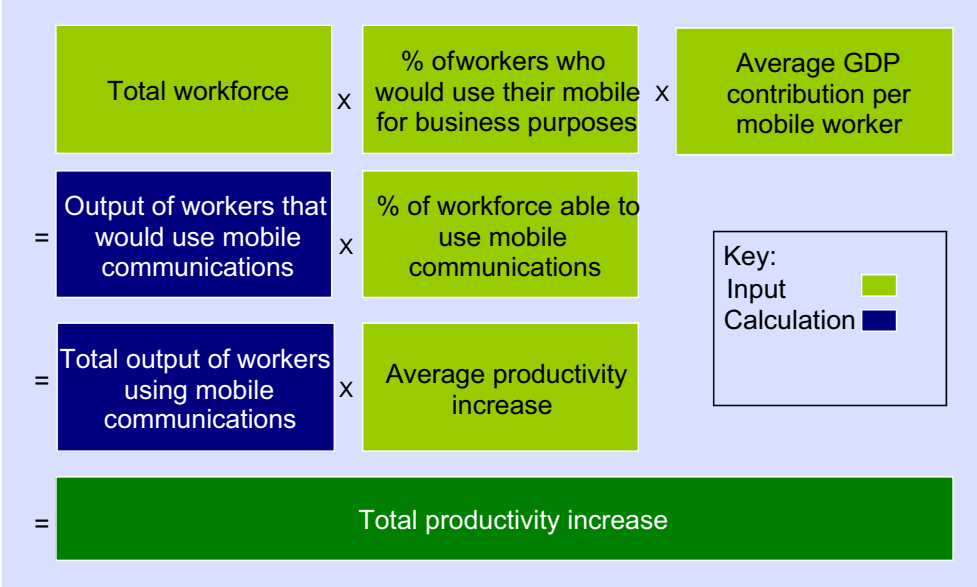 Total workforce
x
% ofworkers who
would use their mobile
for business purposes
x
Average GDP
contribution per
mobile worker
=
Output of workers that
would use mobile
communications
x
% of workforce able to
use mobile
communications
Key:
Input
Calculation
=
Total output of workers
using mobile
communications
x
Average productivity
increase
=
Total productivity increase